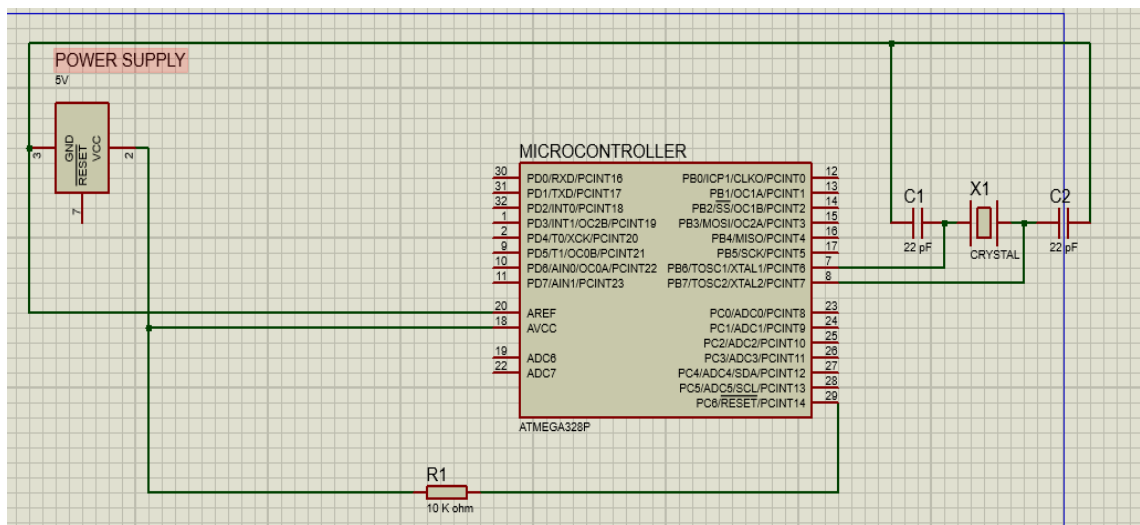 POWER SUPPLY
5V
3
GND
RESET
VCC
2
7
MICROCONTROLLER
30 PD0/RXD/PCINT16 PB0/ICP1/CLKO/PCINT0 12
31 PD1/TXD/PCINT17 PB1/OC1A/PCINT1 13
32 PD2/INT0/PCINT18 PB2/SS/OC1B/PCINT2 14
1 PD3/INT1/OC2B/PCINT19 PB3/MOSI/OC2A/PCINT3 15
2 PD4/T0/XCK/PCINT20 PB4/MISO/PCINT4 16
9 PD5/T1/OC0B/PCINT21 PB5/SCK/PCINT5 17
10 PD6/AIN0/OC0A/PCINT22 PB6/TOSC1/XTAL1/PCINT6 7
11 PD7/AIN1/PCINT23 PB7/TOSC2/XTAL2/PCINT7 8
20 AREF PC0/ADC0/PCINT8 23
18 AVCC PC1/ADC1/PCINT9 24
PC2/ADC2/PCINT10 25
19 ADC6 PC3/ADC3/PCINT11 26
22 ADC7 PC4/ADC4/SDA/PCINT12 27
PC5/ADC5/SCL/PCINT13 28
PC6/RESET/PCINT14 29
ATMEGA328P
C1
22 pF
X1
CRYSTAL
C2
22 pF
R1
10 K ohm